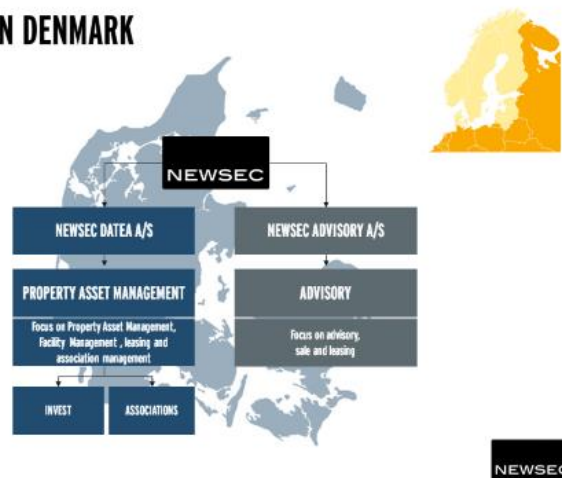 N DENMARK
NEWSEC
NEWSEC DATEA A/S
NEWSEC ADVISORY A/S
PROPERTY ASSET MANAGEMENT
ADVISORY
Focus on Property Asset Management,
Facility Management , leasing and
association management
Focus on advisory,
sale and leasing
INVEST
ASSOCIATIONS
NEWSEC